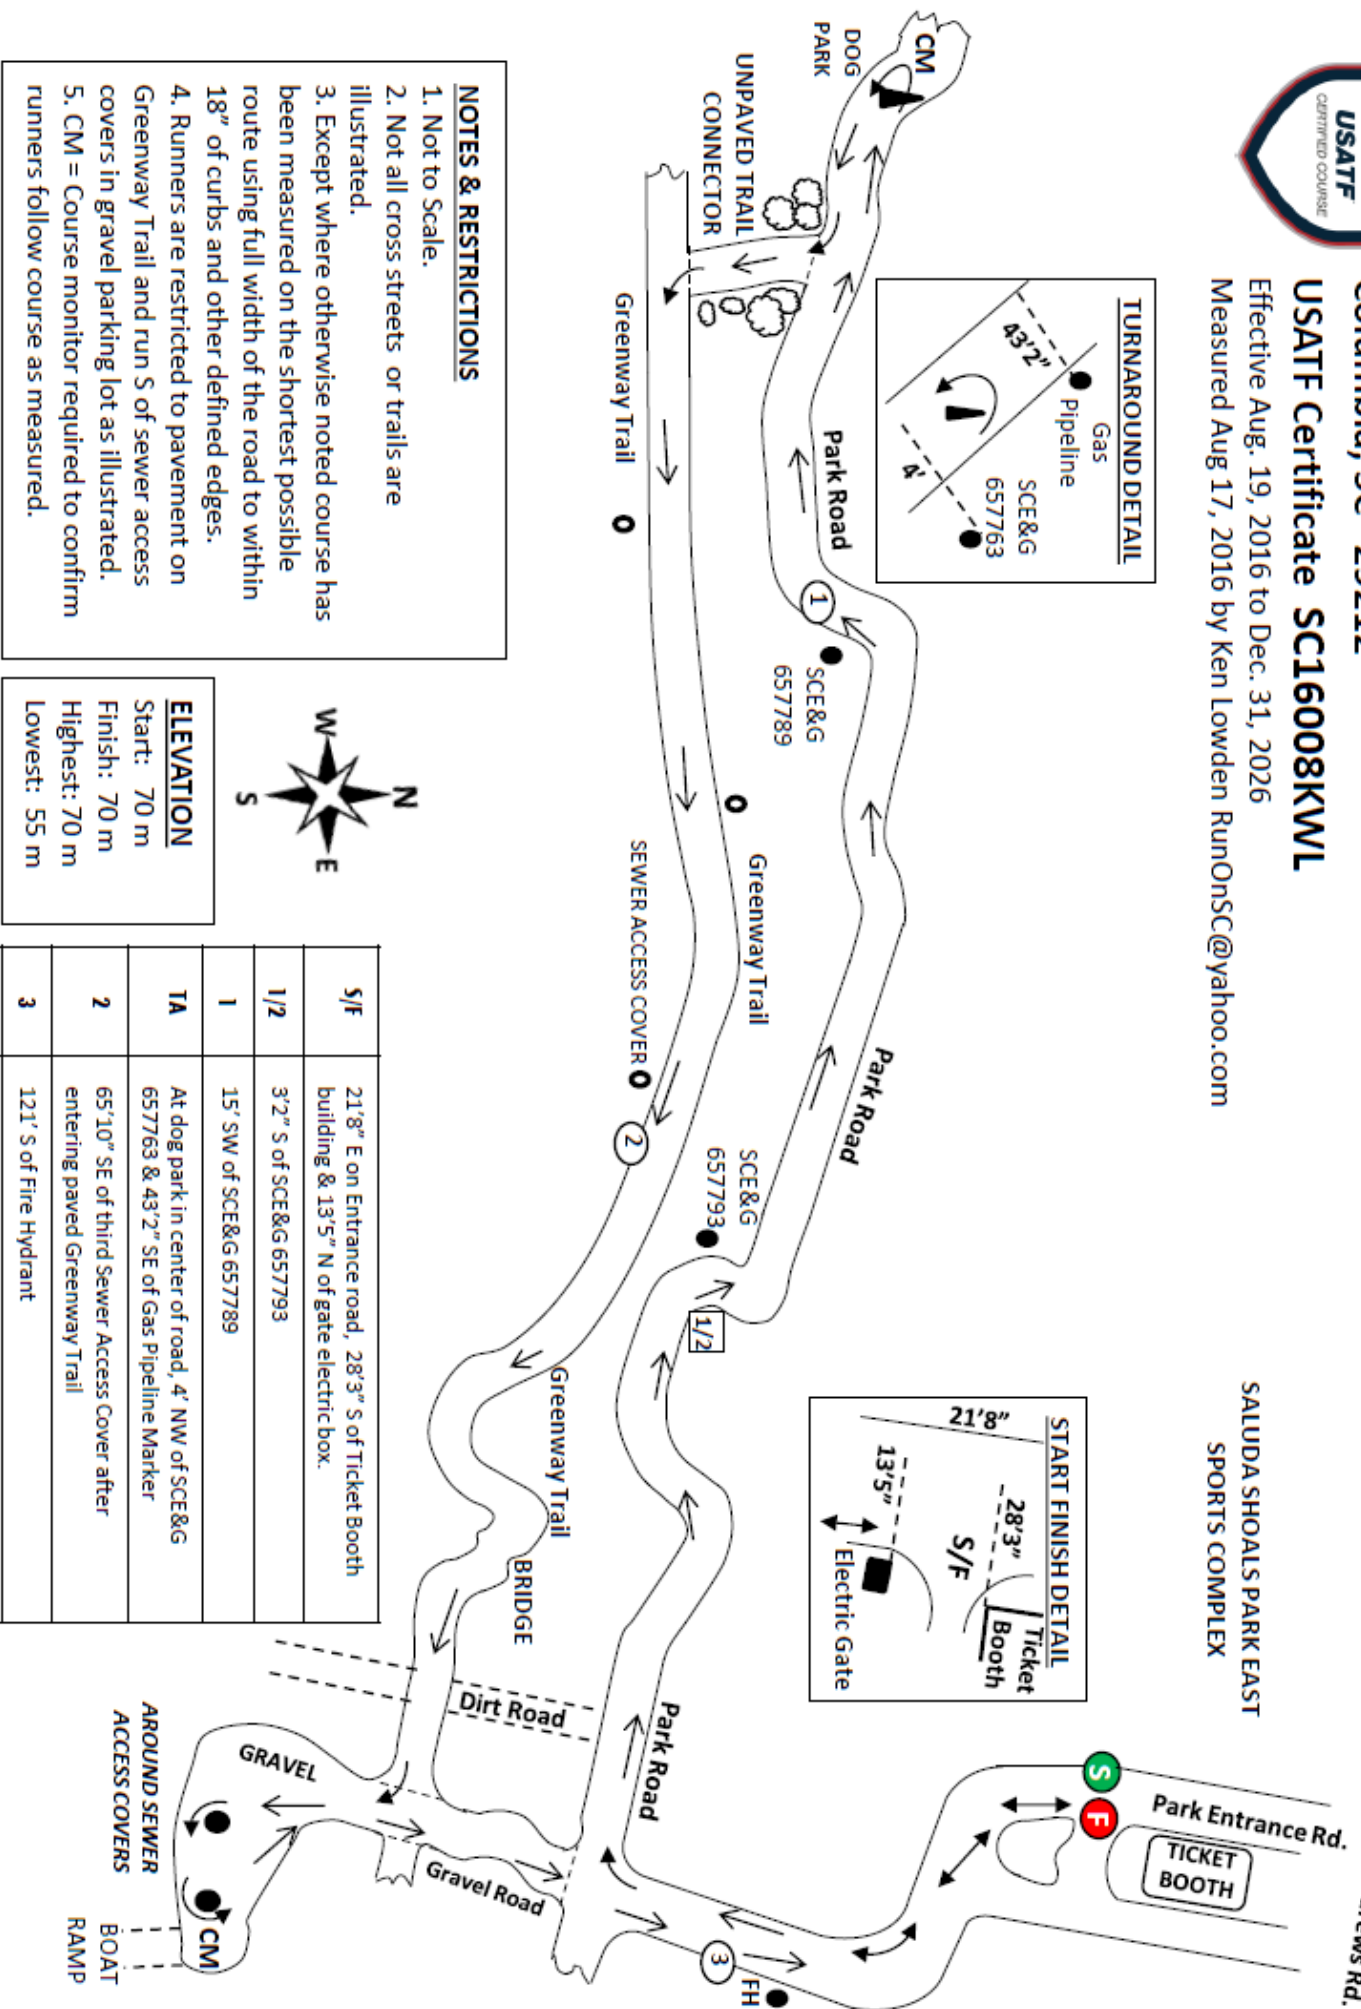 USATF
CERTIFIED COURSE
USATF Certificate SC16008KWL
Effective Aug. 19, 2016 to Dec. 31, 2026
Measured Aug 17, 2016 by Ken Lowden RunOnSC@yahoo.com
SALUDA SHOALS PARK EAST
SPORTS COMPLEX
Park Entrance Rd.
TICKET
BOOTH
S
F
TURNAROUND DETAIL
Gas
Pipeline
43'2"
4'
SCE&G
657763
START FINISH DETAIL
21'8"
28'3"
13'5"
S/F
Ticket
Booth
Electric Gate
CM
DOG
PARK
UNPAVED TRAIL
CONNECTOR
Park Road
1
SCE&G
657789
Park Road
SCE&G
657793
1/2
Park Road
3
FH
Greenway Trail
Greenway Trail
SEWER ACCESS COVER
2
Greenway Trail
BRIDGE
Dirt Road
Gravel Road
GRAVEL
CM
AROUND SEWER
ACCESS COVERS
BOAT
RAMP
NOTES & RESTRICTIONS
1. Not to Scale.
2. Not all cross streets or trails are
illustrated.
3. Except where otherwise noted course has
been measured on the shortest possible
route using full width of the road to within
18" of curbs and other defined edges.
4. Runners are restricted to pavement on
Greenway Trail and run S of sewer access
covers in gravel parking lot as illustrated.
5. CM = Course monitor required to confirm
runners follow course as measured.
N
W
E
S
ELEVATION
Start: 70 m
Finish: 70 m
Highest: 70 m
Lowest: 55 m
S/F 21'8" E on Entrance road, 28'3" S of Ticket Booth
building & 13'5" N of gate electric box.
1/2 3'2" S of SCE&G 657793
1 15' SW of SCE&G 657789
TA At dog park in center of road, 4' NW of SCE&G
657763 & 43'2" SE of Gas Pipeline Marker
2 65'10" SE of third Sewer Access Cover after
entering paved Greenway Trail
3 121' S of Fire Hydrant